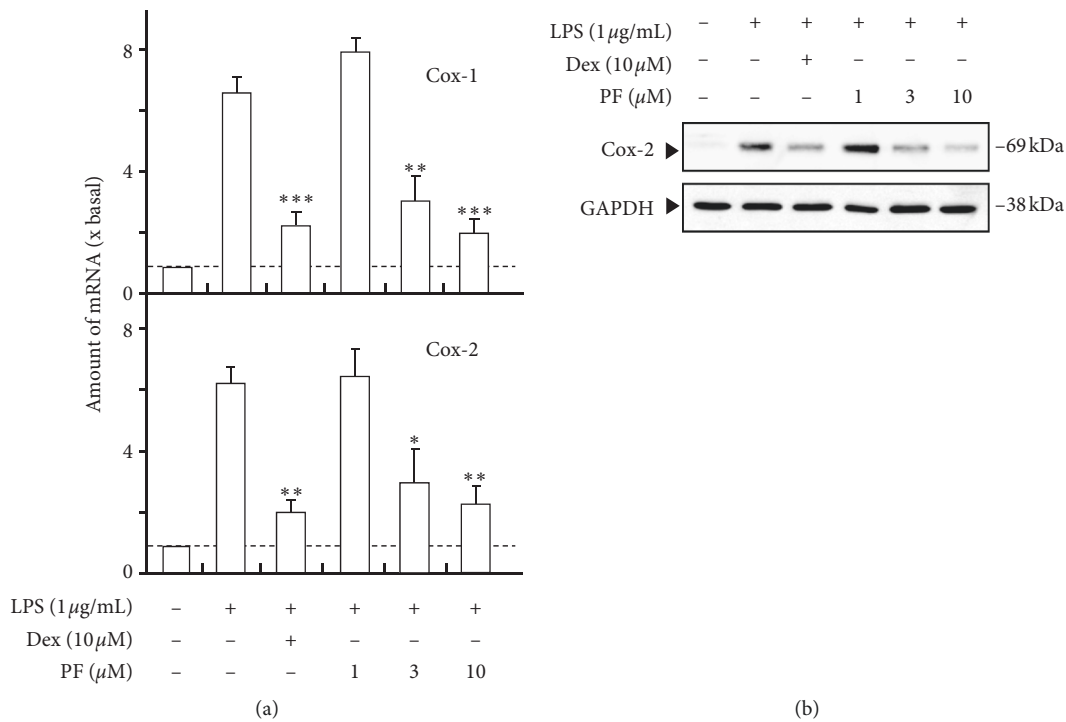 8
Cox-1
**
4
***
***
0
8
Cox-2
4
*
**
**
0
Amount of mRNA (x basal)
LPS (1 μg/mL) – + + + + +
Dex (10 μM) – – + – – –
PF (μM) – – – 1 3 10
(a)
LPS (1 μg/mL) – + + + + +
Dex (10 μM) – – + – – –
PF (μM) – – – 1 3 10
Cox-2 –69 kDa
GAPDH –38 kDa
(b)